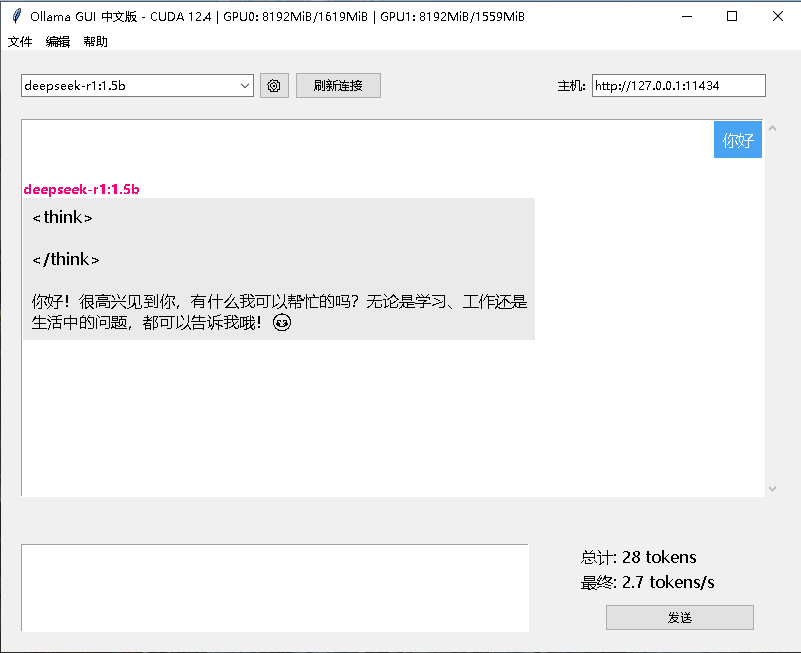 Ollama GUI 中文版 - CUDA 12.4 | GPU0: 8192MiB/1619MiB | GPU1: 8192MiB/1559MiB
文件 编辑 帮助
deepseek-r1:1.5b 刷新连接 主机: http://127.0.0.1:11434
你好
deepseek-r1:1.5b
<think>
</think>
你好！很高兴见到你，有什么我可以帮忙的吗？无论是学习、工作还是
生活中的问题，都可以告诉我哦！😊
总计: 28 tokens
最终: 2.7 tokens/s
发送